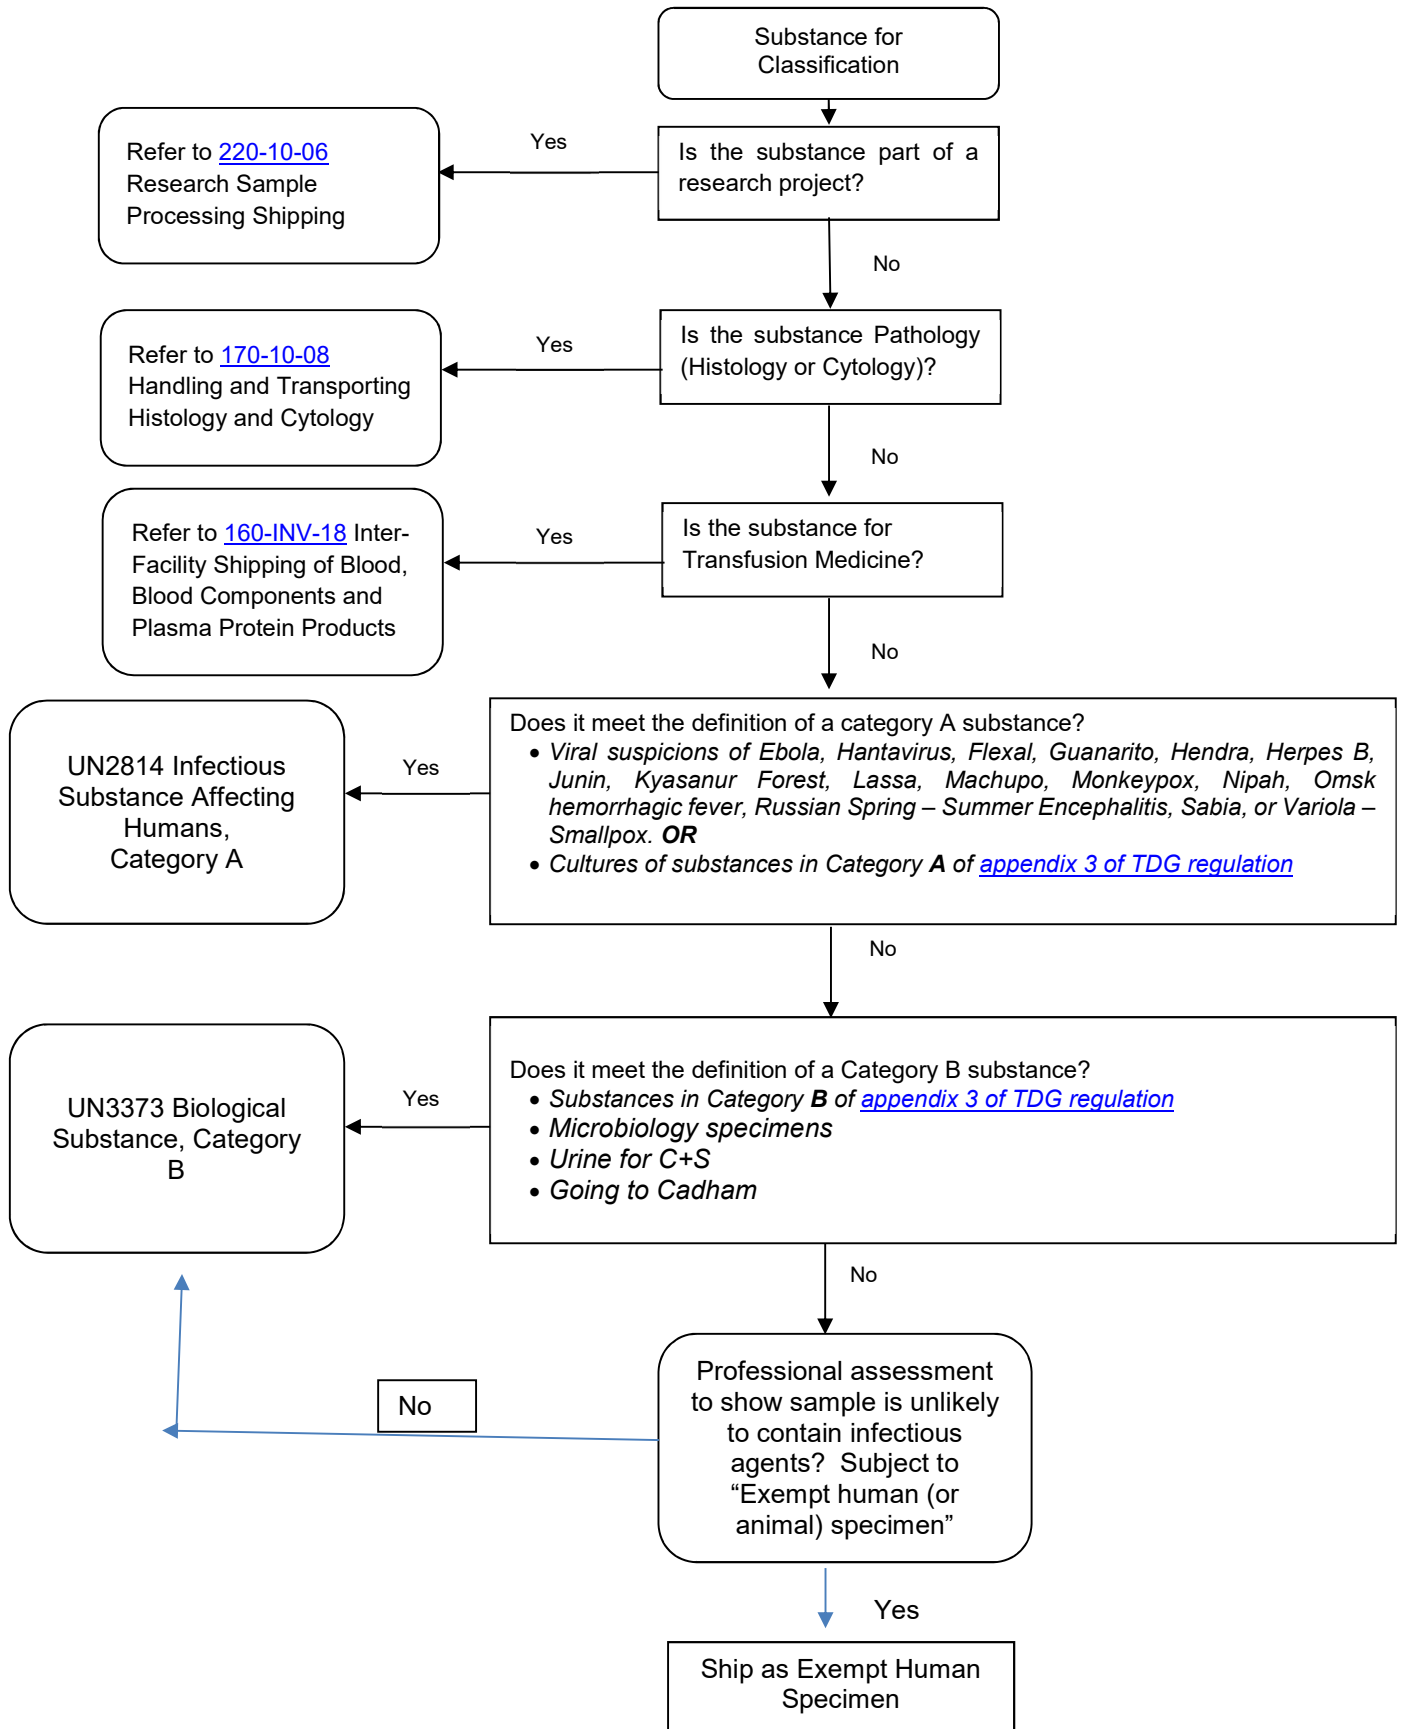 Substance for
Classification
Is the substance part of a
research project?
Yes
Refer to 220-10-06
Research Sample
Processing Shipping
No
Is the substance Pathology
(Histology or Cytology)?
Yes
Refer to 170-10-08
Handling and Transporting
Histology and Cytology
No
Is the substance for
Transfusion Medicine?
Yes
Refer to 160-INV-18 Inter-
Facility Shipping of Blood,
Blood Components and
Plasma Protein Products
No
Does it meet the definition of a category A substance?
• Viral suspicions of Ebola, Hantavirus, Flexal, Guanarito, Hendra, Herpes B,
Junin, Kyasanur Forest, Lassa, Machupo, Monkeypox, Nipah, Omsk
hemorrhagic fever, Russian Spring – Summer Encephalitis, Sabia, or Variola –
Smallpox. OR
• Cultures of substances in Category A of appendix 3 of TDG regulation
Yes
UN2814 Infectious
Substance Affecting
Humans,
Category A
No
Does it meet the definition of a Category B substance?
• Substances in Category B of appendix 3 of TDG regulation
• Microbiology specimens
• Urine for C+S
• Going to Cadham
Yes
UN3373 Biological
Substance, Category
B
No
Professional assessment
to show sample is unlikely
to contain infectious
agents? Subject to
“Exempt human (or
animal) specimen”
No
Yes
Ship as Exempt Human
Specimen